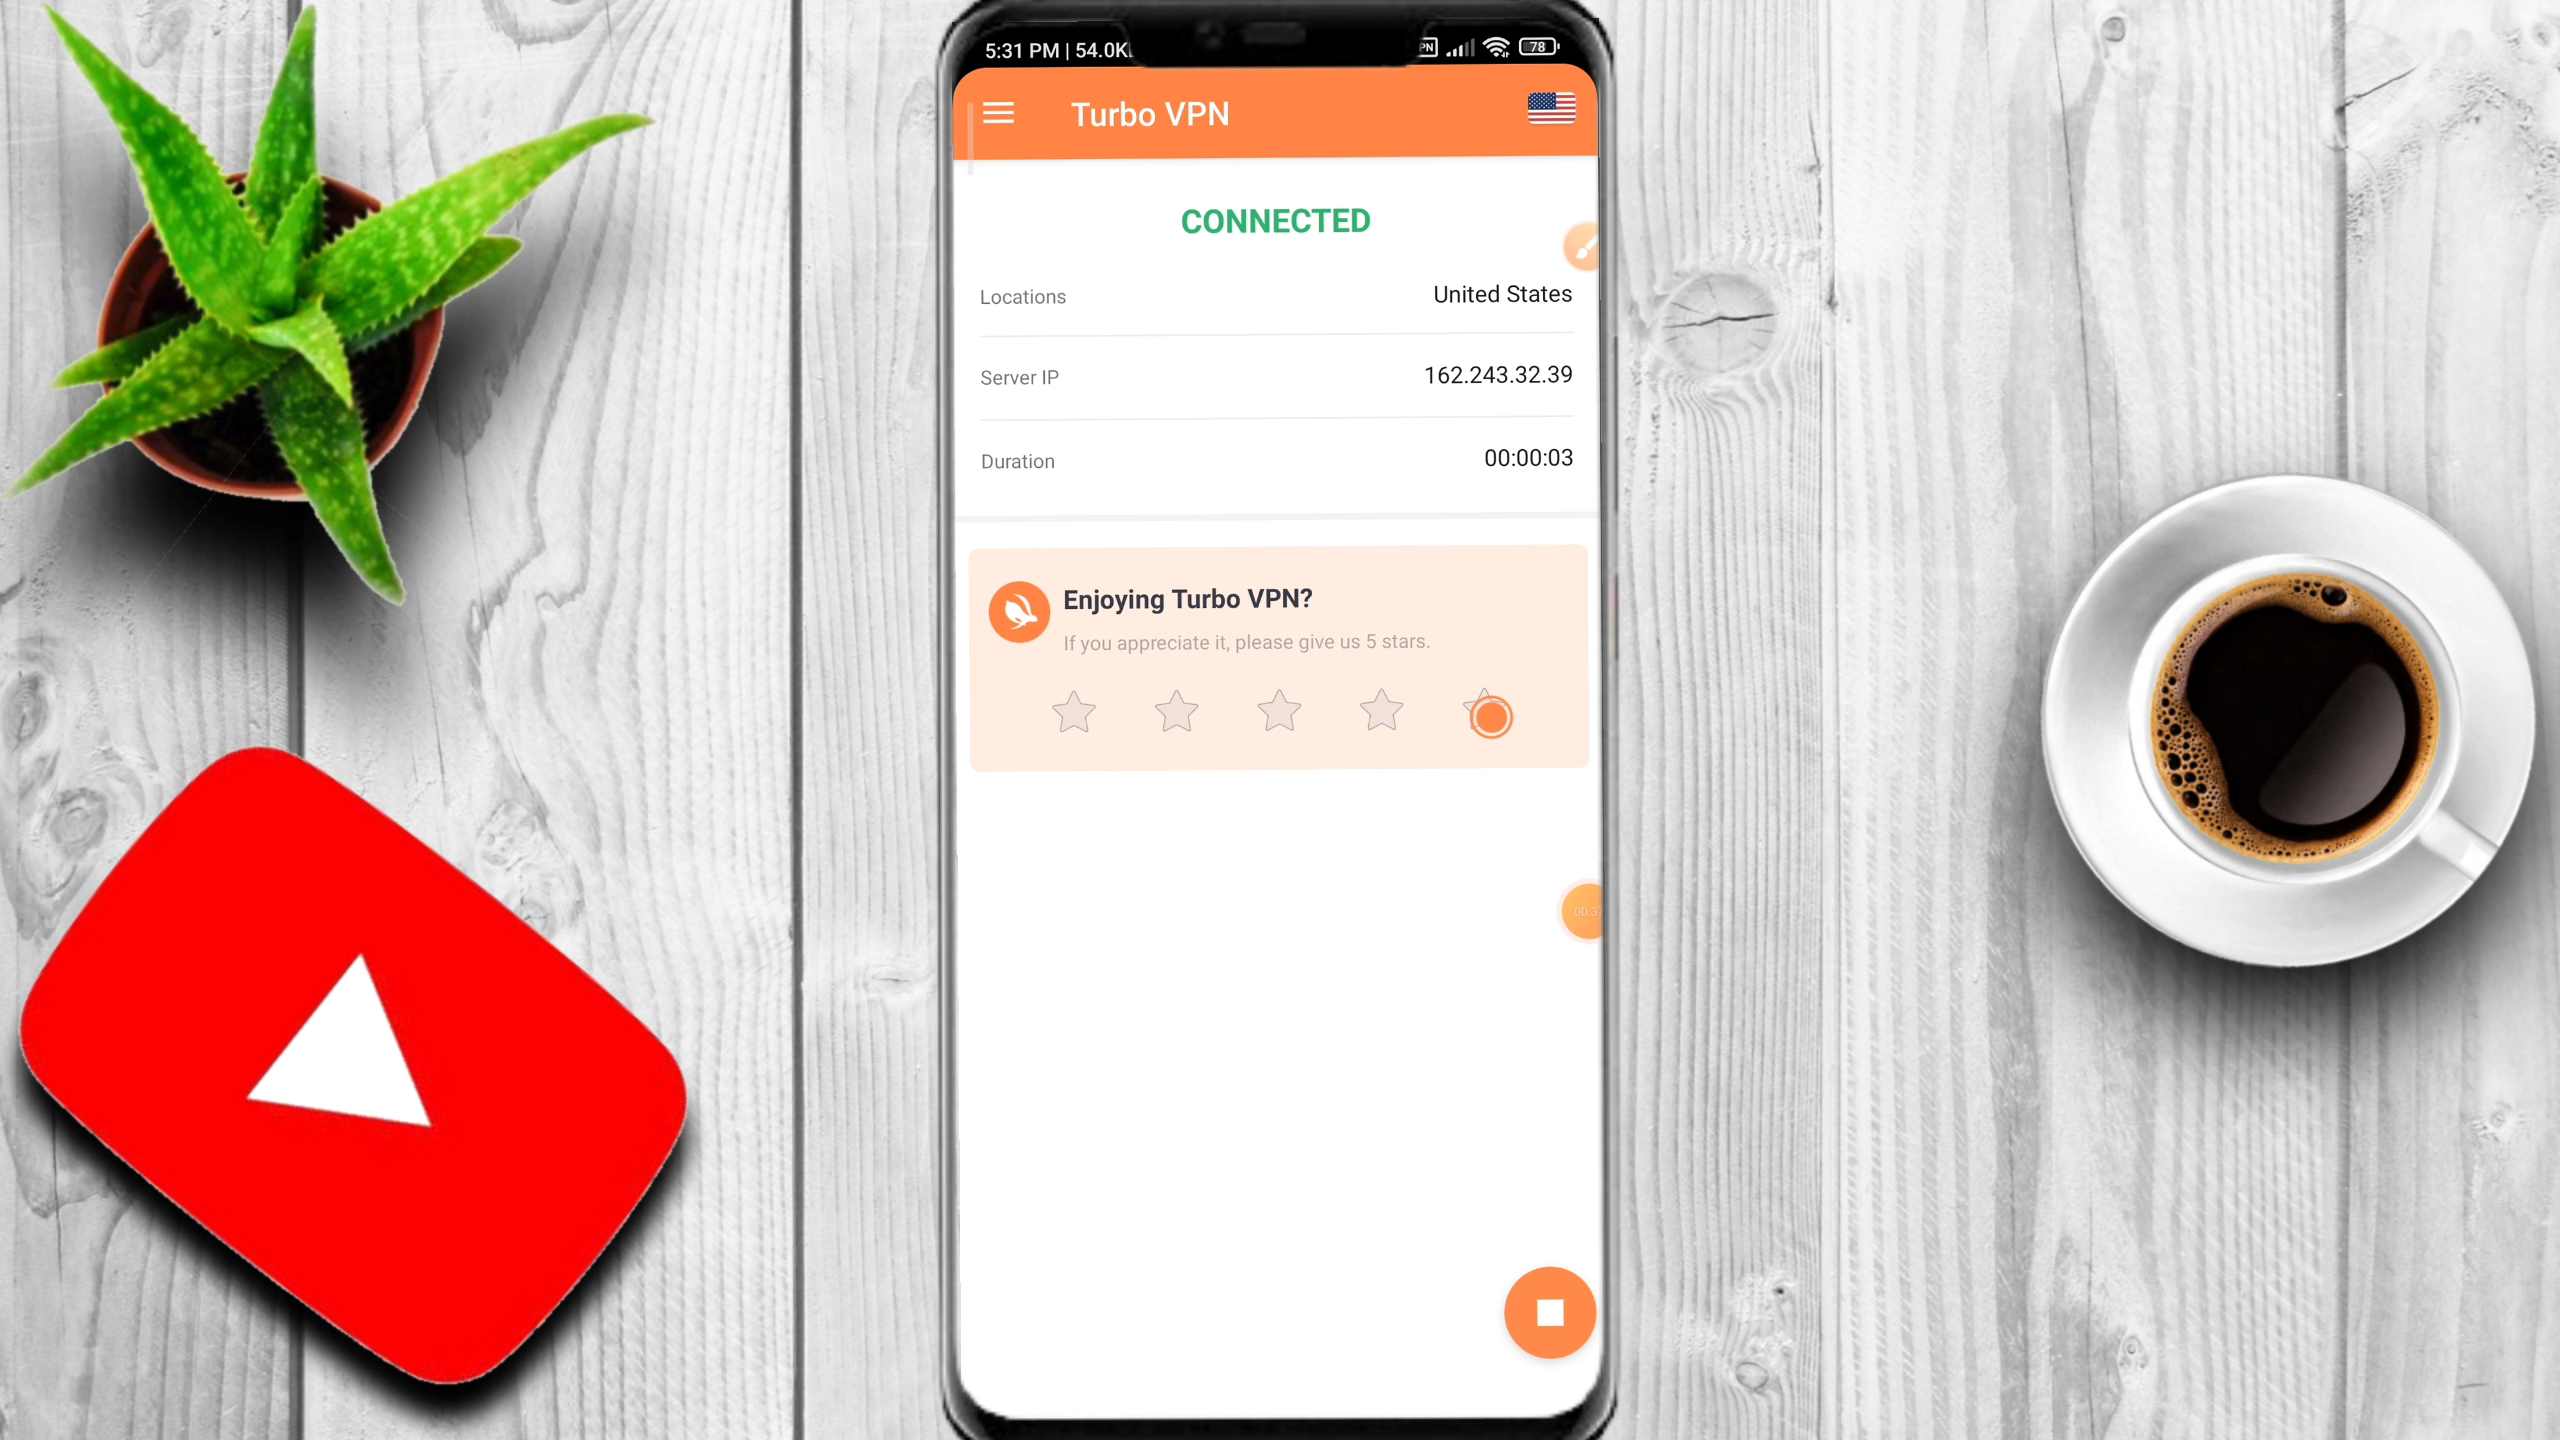 5:31 PM | 54.0K
78
Turbo VPN
CONNECTED
Locations
United States
Server IP
162.243.32.39
Duration
00:00:03
Enjoying Turbo VPN?
If you appreciate it, please give us 5 stars.